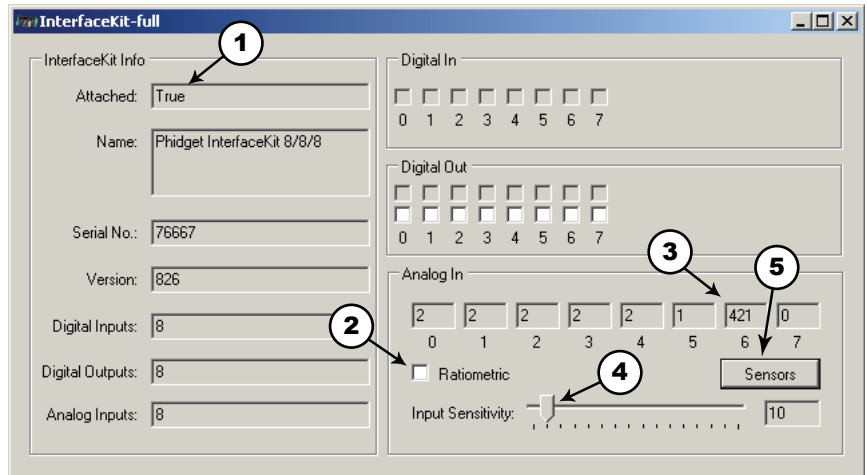 InterfaceKit-full
1
InterfaceKit Info
Attached: True
Name: Phidget InterfaceKit 8/8/8
Serial No.: 76667
Version: 826
Digital Inputs: 8
Digital Outputs: 8
Analog Inputs: 8
Digital In
0 1 2 3 4 5 6 7
Digital Out
0 1 2 3 4 5 6 7
3
5
Analog In
2 2 2 2 2 1 421 0
0 1 2 3 4 5 6 7
2
Ratiometric
4
Sensors
Input Sensitivity: 10